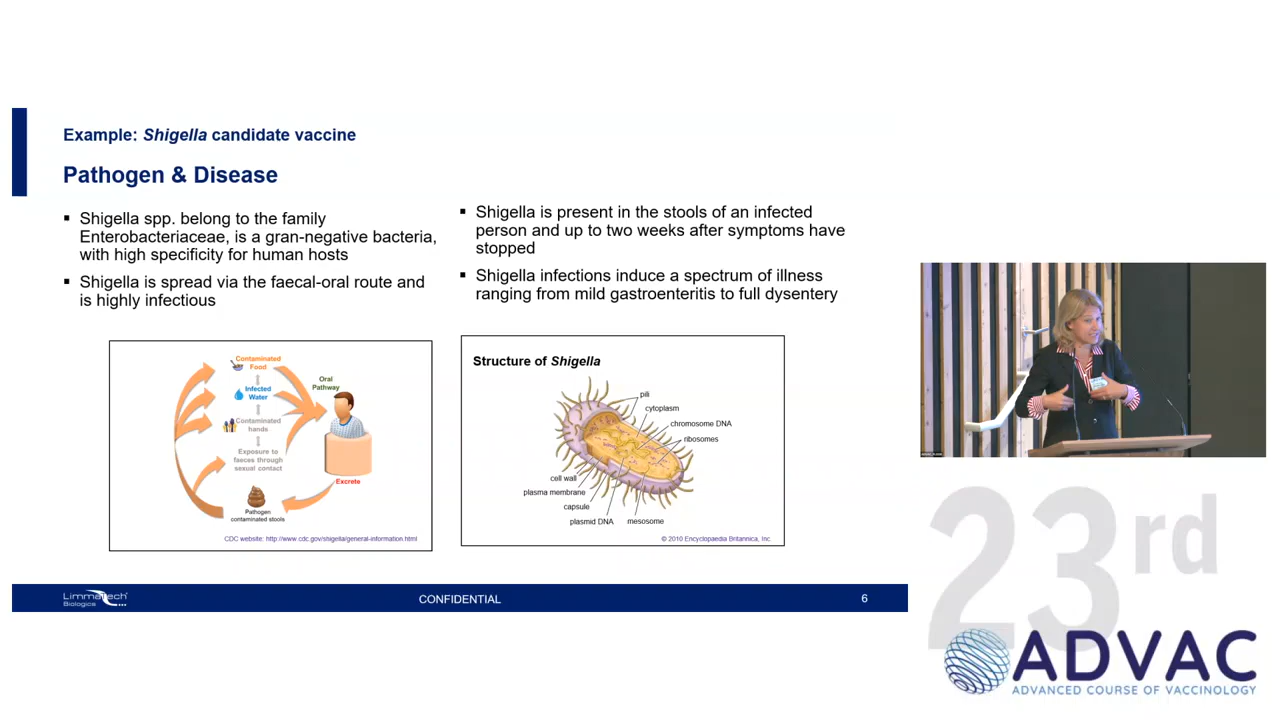 Example: Shigella candidate vaccine
Pathogen & Disease
▪ Shigella spp. belong to the family
Enterobacteriaceae, is a gran-negative bacteria,
with high specificity for human hosts
▪ Shigella is spread via the faecal-oral route and
is highly infectious
▪ Shigella is present in the stools of an infected
person and up to two weeks after symptoms have
stopped
▪ Shigella infections induce a spectrum of illness
ranging from mild gastroenteritis to full dysentery
Contaminated
Food
Infected
Water
Contaminated
hands
Exposure to
faeces through
sexual contact
Pathogen
contaminated stools
Oral
Pathway
Excrete
CDC website: http://www.cdc.gov/shigella/general-information.html
Structure of Shigella
pili
cytoplasm
chromosome DNA
ribosomes
cell wall
plasma membrane
capsule
plasmid DNA
mesosome
© 2010 Encyclopaedia Britannica, Inc.
LimmaTech
Biologics
CONFIDENTIAL
6
23rd
ADVAC
ADVANCED COURSE OF VACCINOLOGY